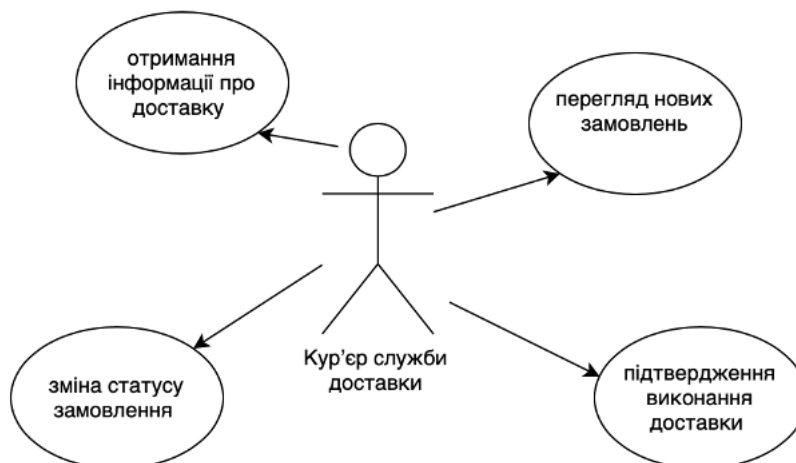 отримання
інформації про
доставку
перегляд нових
замовлень
Кур’єр служби
доставки
зміна статусу
замовлення
підтвердження
виконання
доставки